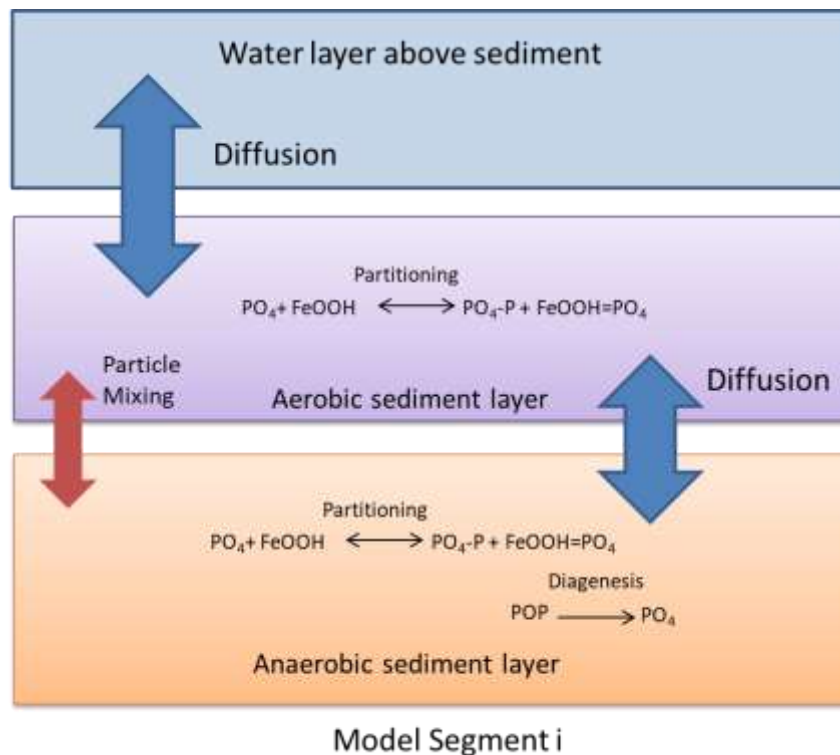 Water layer above sediment
Diffusion
Partitioning
PO₄+ FeOOH ⟷ PO₄-P + FeOOH=PO₄
Particle
Mixing
Diffusion
Aerobic sediment layer
Partitioning
PO₄+ FeOOH ⟷ PO₄-P + FeOOH=PO₄
Diagenesis
POP ⟶ PO₄
Anaerobic sediment layer
Model Segment i